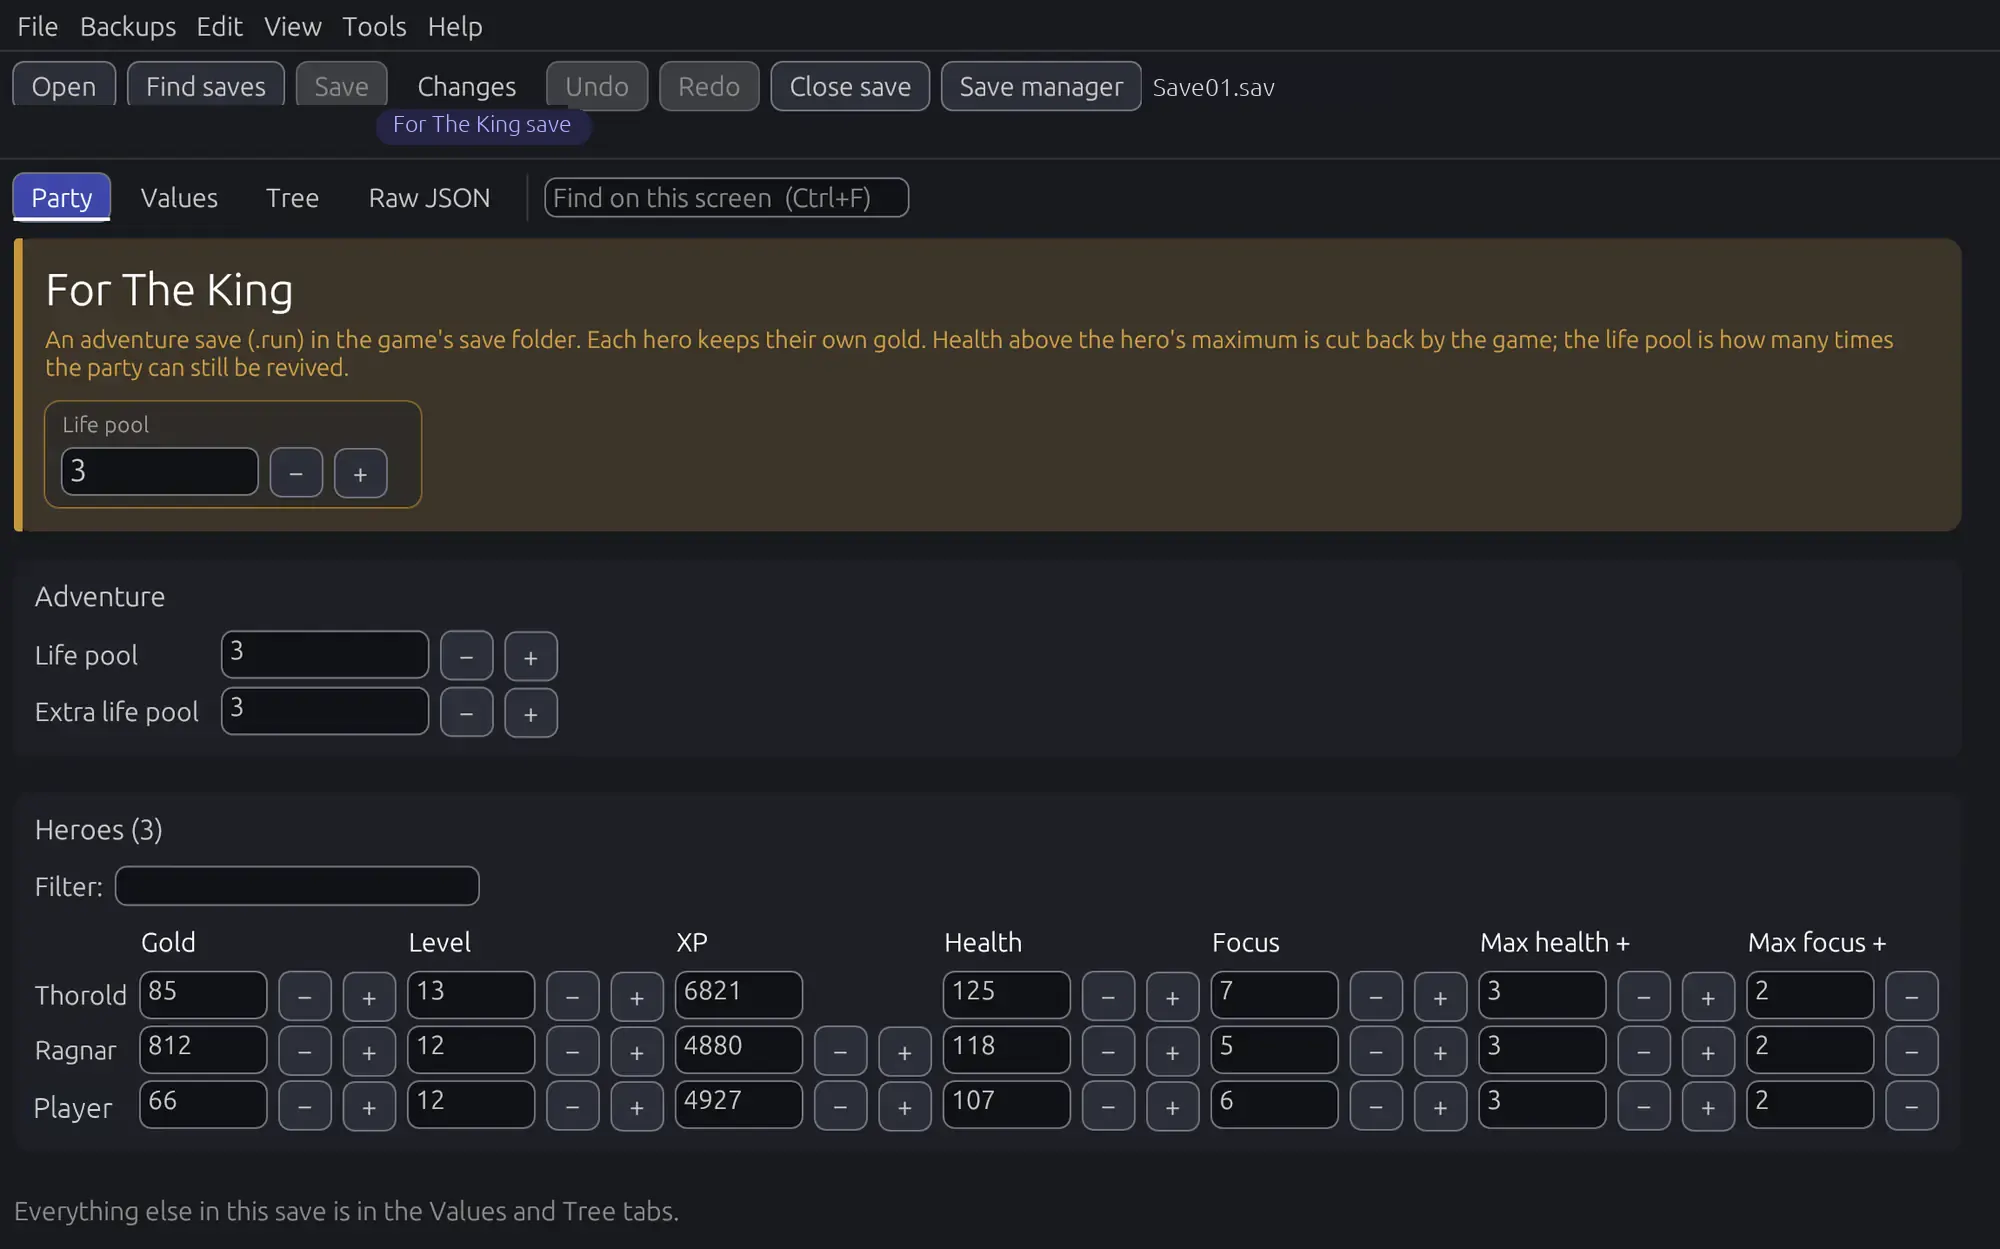 File Backups Edit View Tools Help
Open Find saves Save Changes Undo Redo Close save Save manager Save01.sav
For The King save
Party Values Tree Raw JSON Find on this screen (Ctrl+F)
For The King
An adventure save (.run) in the game's save folder. Each hero keeps their own gold. Health above the hero's maximum is cut back by the game; the life pool is how many times
the party can still be revived.
Life pool
3 − +
Adventure
Life pool 3 − +
Extra life pool 3 − +
Heroes (3)
Filter:
Gold Level XP Health Focus Max health + Max focus +
Thorold 85 − + 13 − + 6821 125 − + 7 − + 3 − + 2 −
Ragnar 812 − + 12 − + 4880 − + 118 − + 5 − + 3 − + 2 −
Player 66 − + 12 − + 4927 − + 107 − + 6 − + 3 − + 2 −
Everything else in this save is in the Values and Tree tabs.